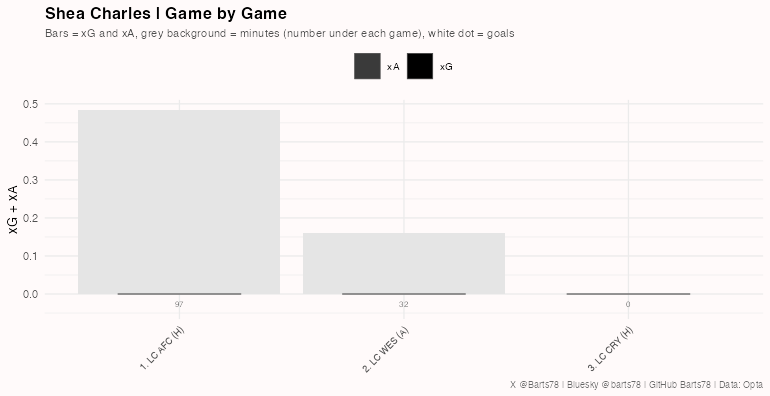 Shea Charles | Game by Game
Bars = xG and xA, grey background = minutes (number under each game), white dot = goals
xA
xG
xG + xA
0.5
0.4
0.3
0.2
0.1
0.0
97
32
0
1. LC AFC (H)
2. LC WES (A)
3. LC CRY (H)
X @Barts78 | Bluesky @barts78 | GitHub Barts78 | Data: Opta